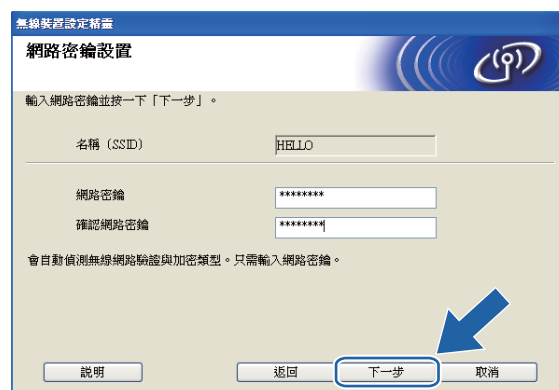 無線裝置設定精靈
網路密鑰設置
輸入網路密鑰並按一下「下一步」。
名稱 (SSID) HELLO
網路密鑰 ********
確認網路密鑰 ********
會自動偵測無線網路驗證與加密類型。只需輸入網路密鑰。
説明 返回 下一步 取消